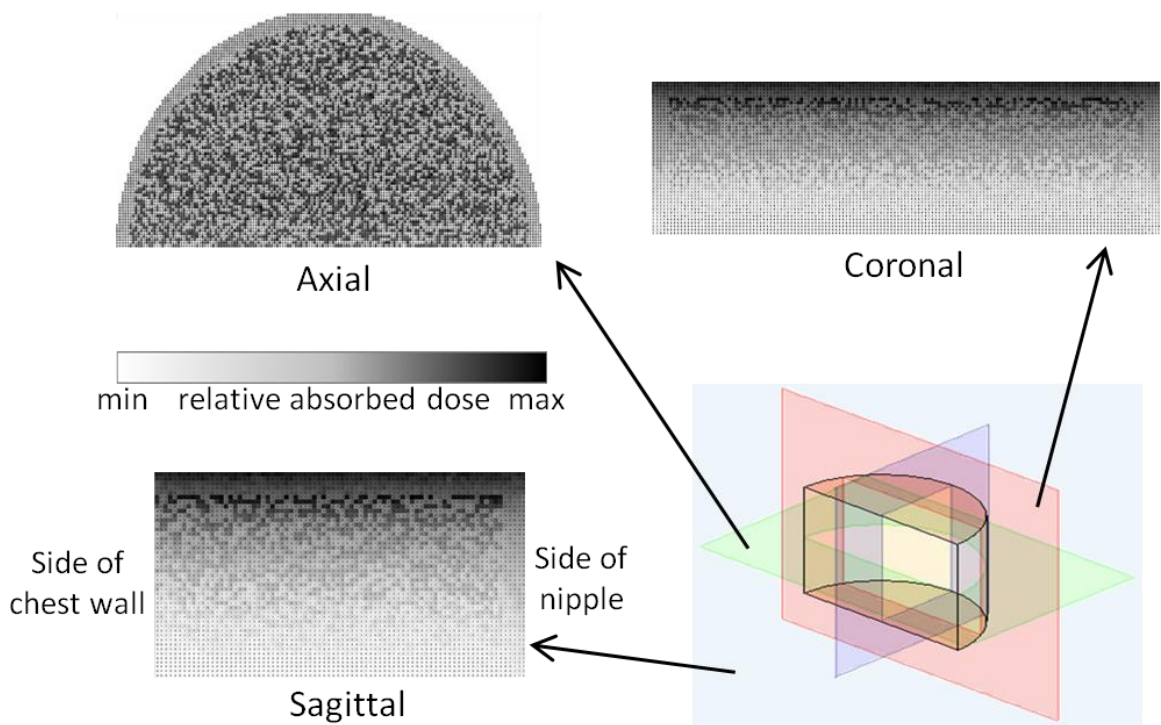 Axial
Coronal
min relative absorbed dose max
Side of
chest wall
Side of
nipple
Sagittal